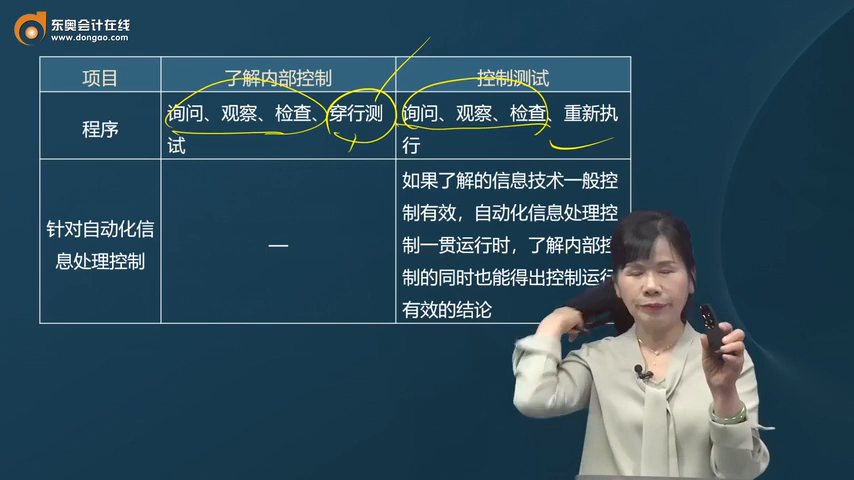 东奥会计在线
www.dongao.com
项目
了解内部控制
控制测试
程序
询问、观察、检查、穿行测
试
询问、观察、检查、重新执
行
针对自动化信
息处理控制
—
如果了解的信息技术一般控
制有效，自动化信息处理控
制一贯运行时，了解内部控
制的同时也能得出控制运行
有效的结论